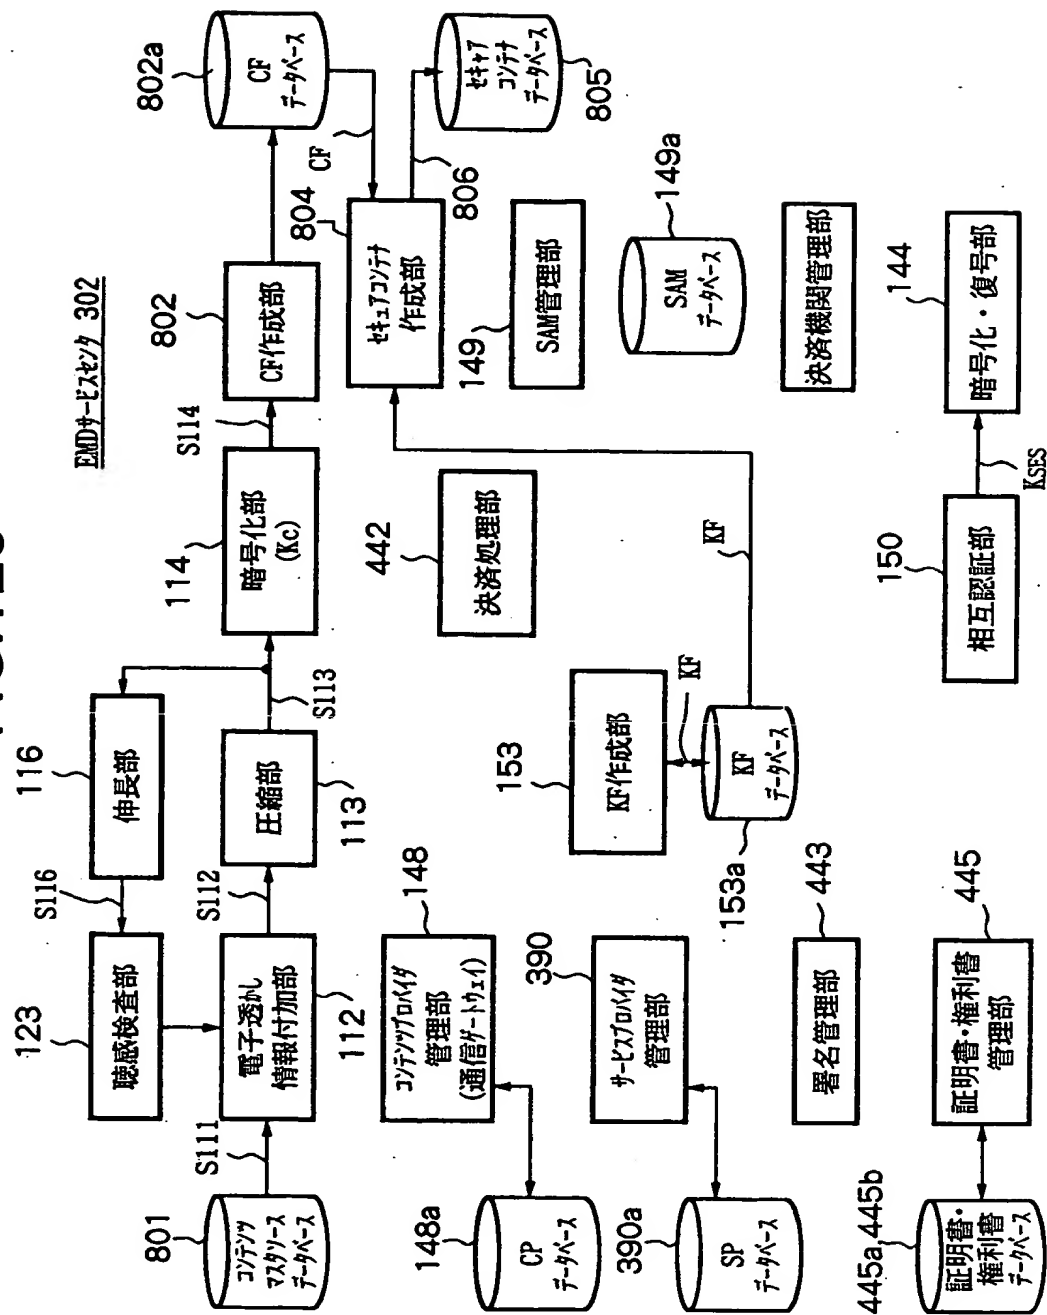 EMDサービスセンタ 302
801
コンテンツ
マスタソース
データベース
S111
123
聴感検査部
S116
116
伸長部
電子透かし
情報付加部
112
S112
圧縮部
113
S113
114
暗号化部
(Kc)
S114
802
CF作成部
802a
CF
データベース
CF
804
セキュアコンテナ
作成部
806
セキャア
コンテナ
データベース
805
148a
CP
データベース
148
コンテンツプロバイダ
管理部
(通信ゲートウェイ)
442
決済処理部
149
SAM管理部
149a
SAM
データベース
390a
SP
データベース
390
サービスプロバイダ
管理部
153
KF作成部
KF
153a
KF
データベース
KF
443
署名管理部
決済機関管理部
445a 445b
証明書・
権利書
データベース
445
証明書・権利書
管理部
150
相互認証部
KSES
144
暗号化・復号部